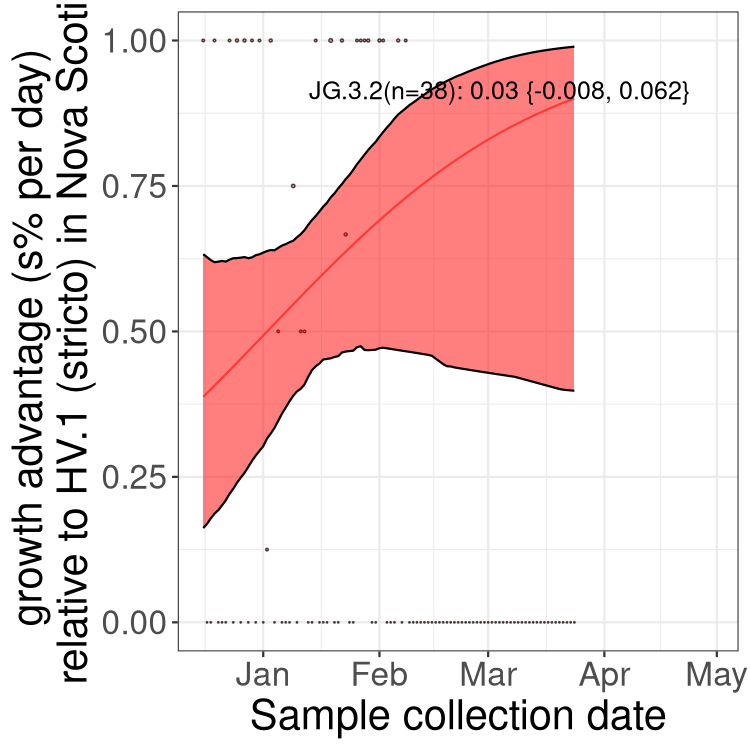 growth advantage (s% per day)
relative to HV.1 (stricto) in Nova Scoti
1.00
0.75
0.50
0.25
0.00
JG.3.2(n=38): 0.03 {-0.008, 0.062}
Jan Feb Mar Apr May
Sample collection date